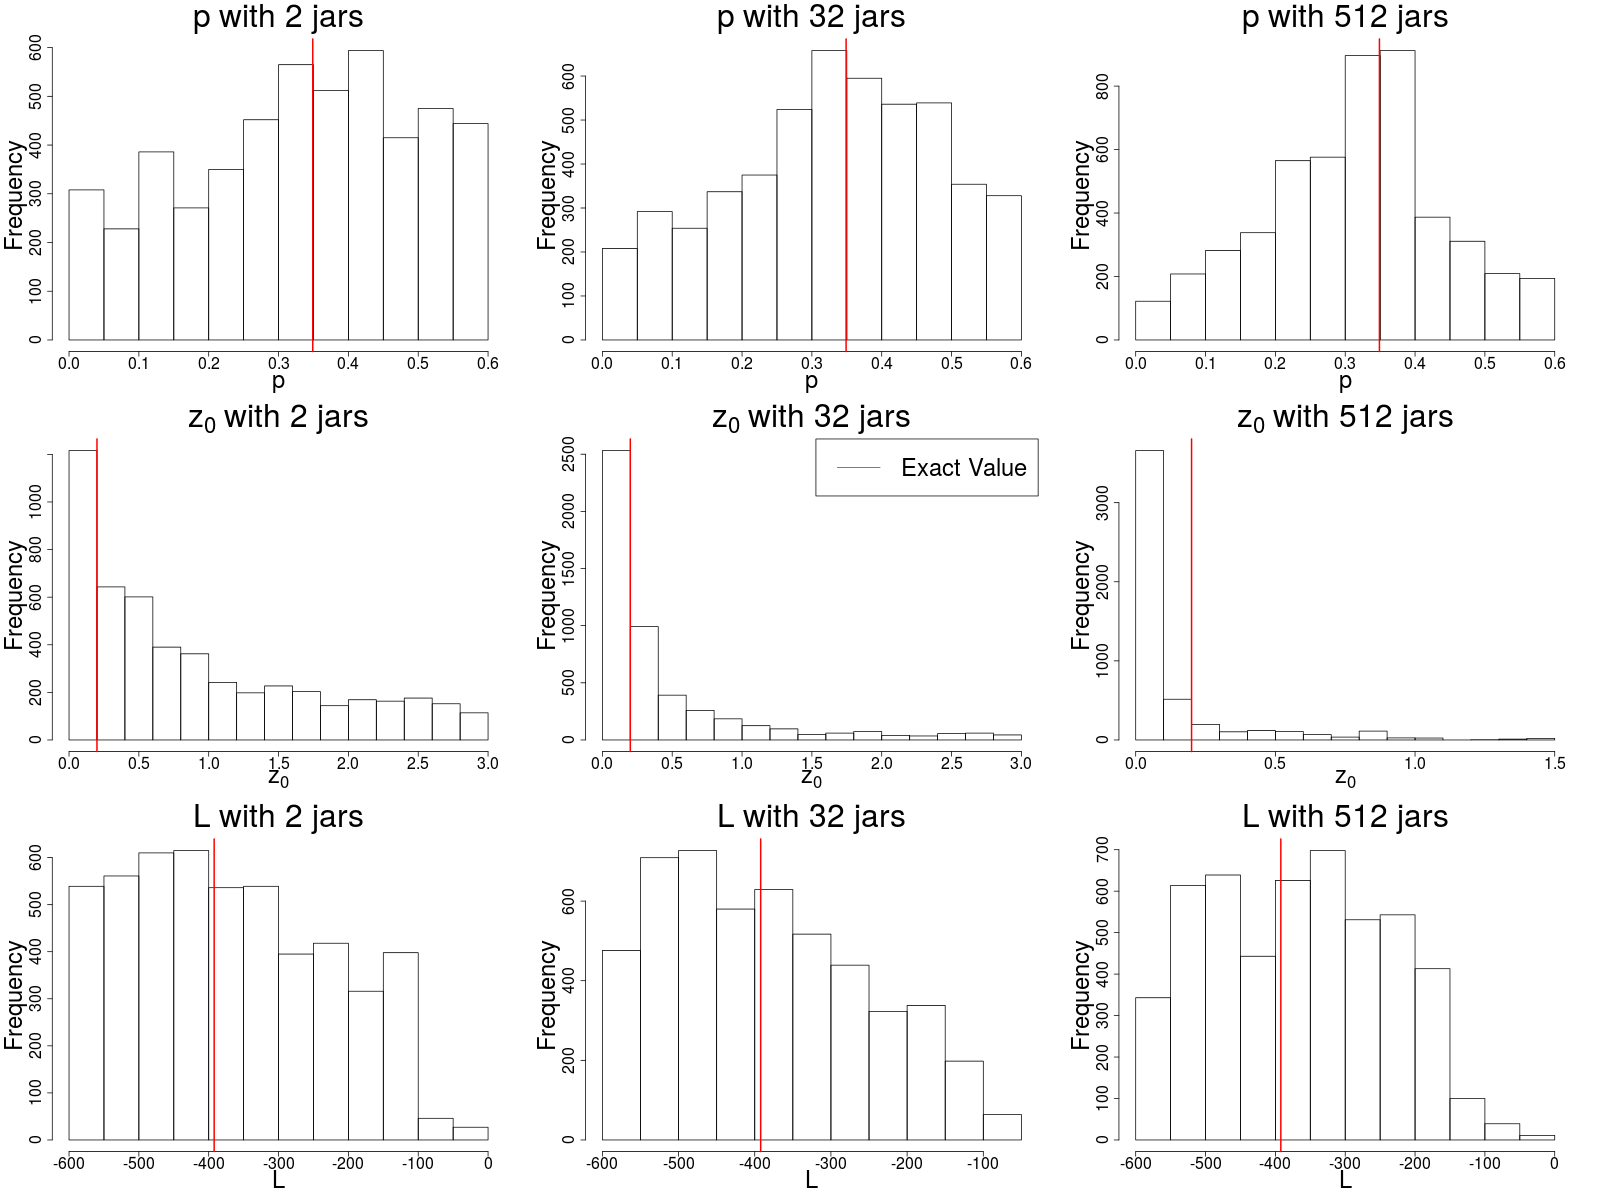 p with 2 jars
Frequency
0 100 200 300 400 500 600
0.0 0.1 0.2 0.3 0.4 0.5 0.6
p
p with 32 jars
Frequency
0 100 200 300 400 500 600
0.0 0.1 0.2 0.3 0.4 0.5 0.6
p
p with 512 jars
Frequency
0 200 400 600 800
0.0 0.1 0.2 0.3 0.4 0.5 0.6
p
z₀ with 2 jars
Frequency
0 200 400 600 800 1000
0.0 0.5 1.0 1.5 2.0 2.5 3.0
z₀
z₀ with 32 jars
Exact Value
Frequency
0 500 1000 1500 2000 2500
0.0 0.5 1.0 1.5 2.0 2.5 3.0
z₀
z₀ with 512 jars
Frequency
0 1000 2000 3000
0.0 0.5 1.0 1.5
z₀
L with 2 jars
Frequency
0 100 200 300 400 500 600
-600 -500 -400 -300 -200 -100 0
L
L with 32 jars
Frequency
0 200 400 600
-600 -500 -400 -300 -200 -100
L
L with 512 jars
Frequency
0 100 200 300 400 500 600 700
-600 -500 -400 -300 -200 -100 0
L